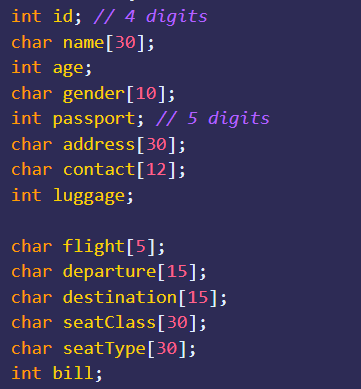 int id; // 4 digits
char name[30];
int age;
char gender[10];
int passport; // 5 digits
char address[30];
char contact[12];
int luggage;
char flight[5];
char departure[15];
char destination[15];
char seatClass[30];
char seatType[30];
int bill;